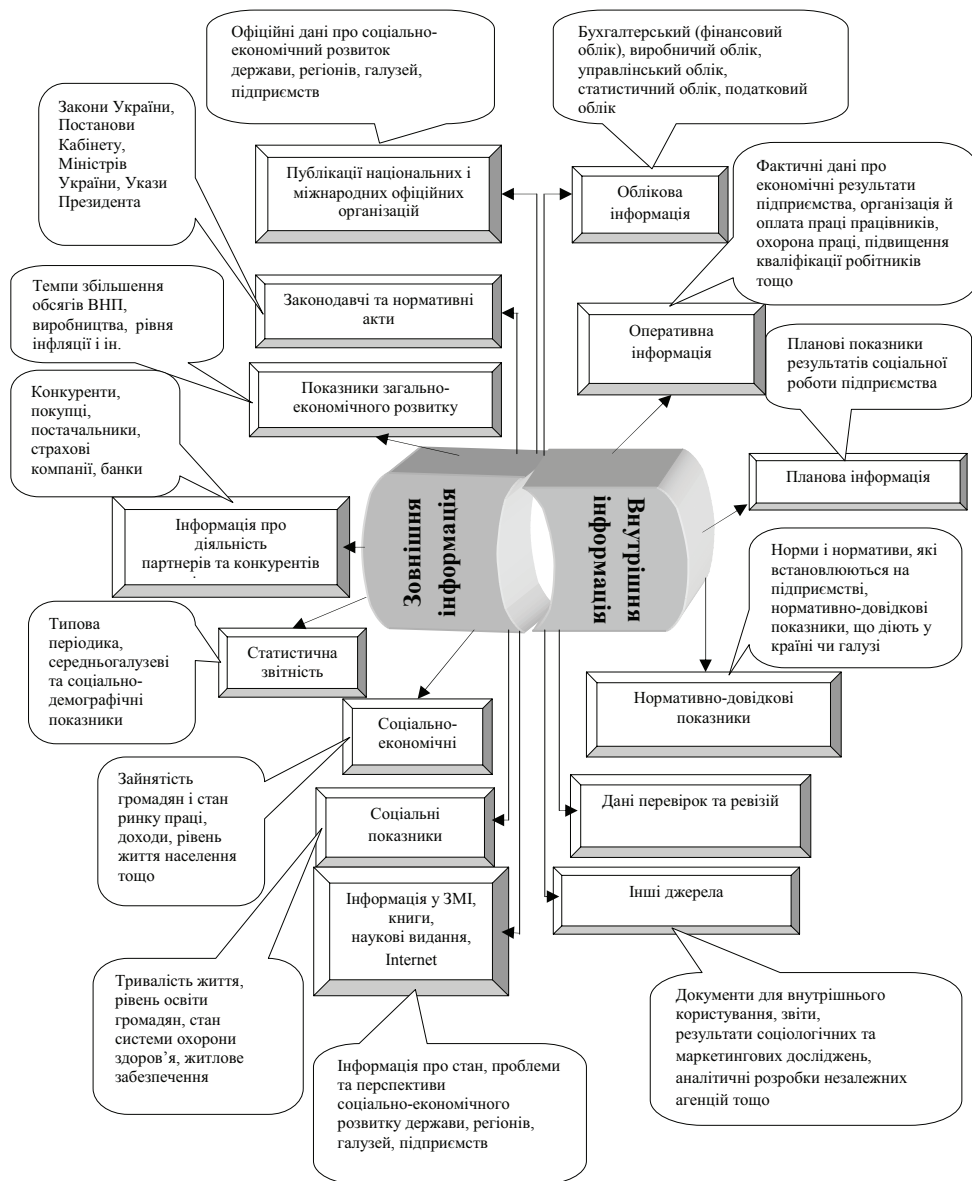 Офіційні дані про соціально-
економічний розвиток
держави, регіонів, галузей,
підприємств
Бухгалтерський (фінансовий
облік), виробничий облік,
управлінський облік,
статистичний облік, податковий
облік
Закони України,
Постанови
Кабінету,
Міністрів
України, Укази
Президента
Публікації національних і
міжнародних офіційних
організацій
Облікова
інформація
Фактичні дані про
економічні результати
підприємства, організація й
оплата праці працівників,
охорона праці, підвищення
кваліфікації робітників
тощо
Темпи збільшення
обсягів ВНП,
виробництва, рівня
інфляції і ін.
Законодавчі та нормативні
акти
Оперативна
інформація
Планові показники
результатів соціальної
роботи підприємства
Показники загально-
економічного розвитку
Конкуренти,
покупці,
постачальники,
страхові
компанії, банки
Планова інформація
Зовнішня
інформація
Внутрішня
інформація
Інформація про
діяльність
партнерів та конкурентів
Норми і нормативи, які
встановлюються на
підприємстві,
нормативно-довідкові
показники, що діють у
країні чи галузі
Типова
періодика,
середньогалузеві
та соціально-
демографічні
показники
Статистична
звітність
Нормативно-довідкові
показники
Соціально-
економічні
Зайнятість
громадян і стан
ринку праці,
доходи, рівень
життя населення
тощо
Соціальні
показники
Дані перевірок та ревізій
Інформація у ЗМІ,
книги,
наукові видання,
Internet
Інші джерела
Тривалість життя,
рівень освіти
громадян, стан
системи охорони
здоров’я, житлове
забезпечення
Документи для внутрішнього
користування, звіти,
результати соціологічних та
маркетингових досліджень,
аналітичні розробки незалежних
агенцій тощо
Інформація про стан, проблеми
та перспективи
соціально-економічного
розвитку держави, регіонів,
галузей, підприємств